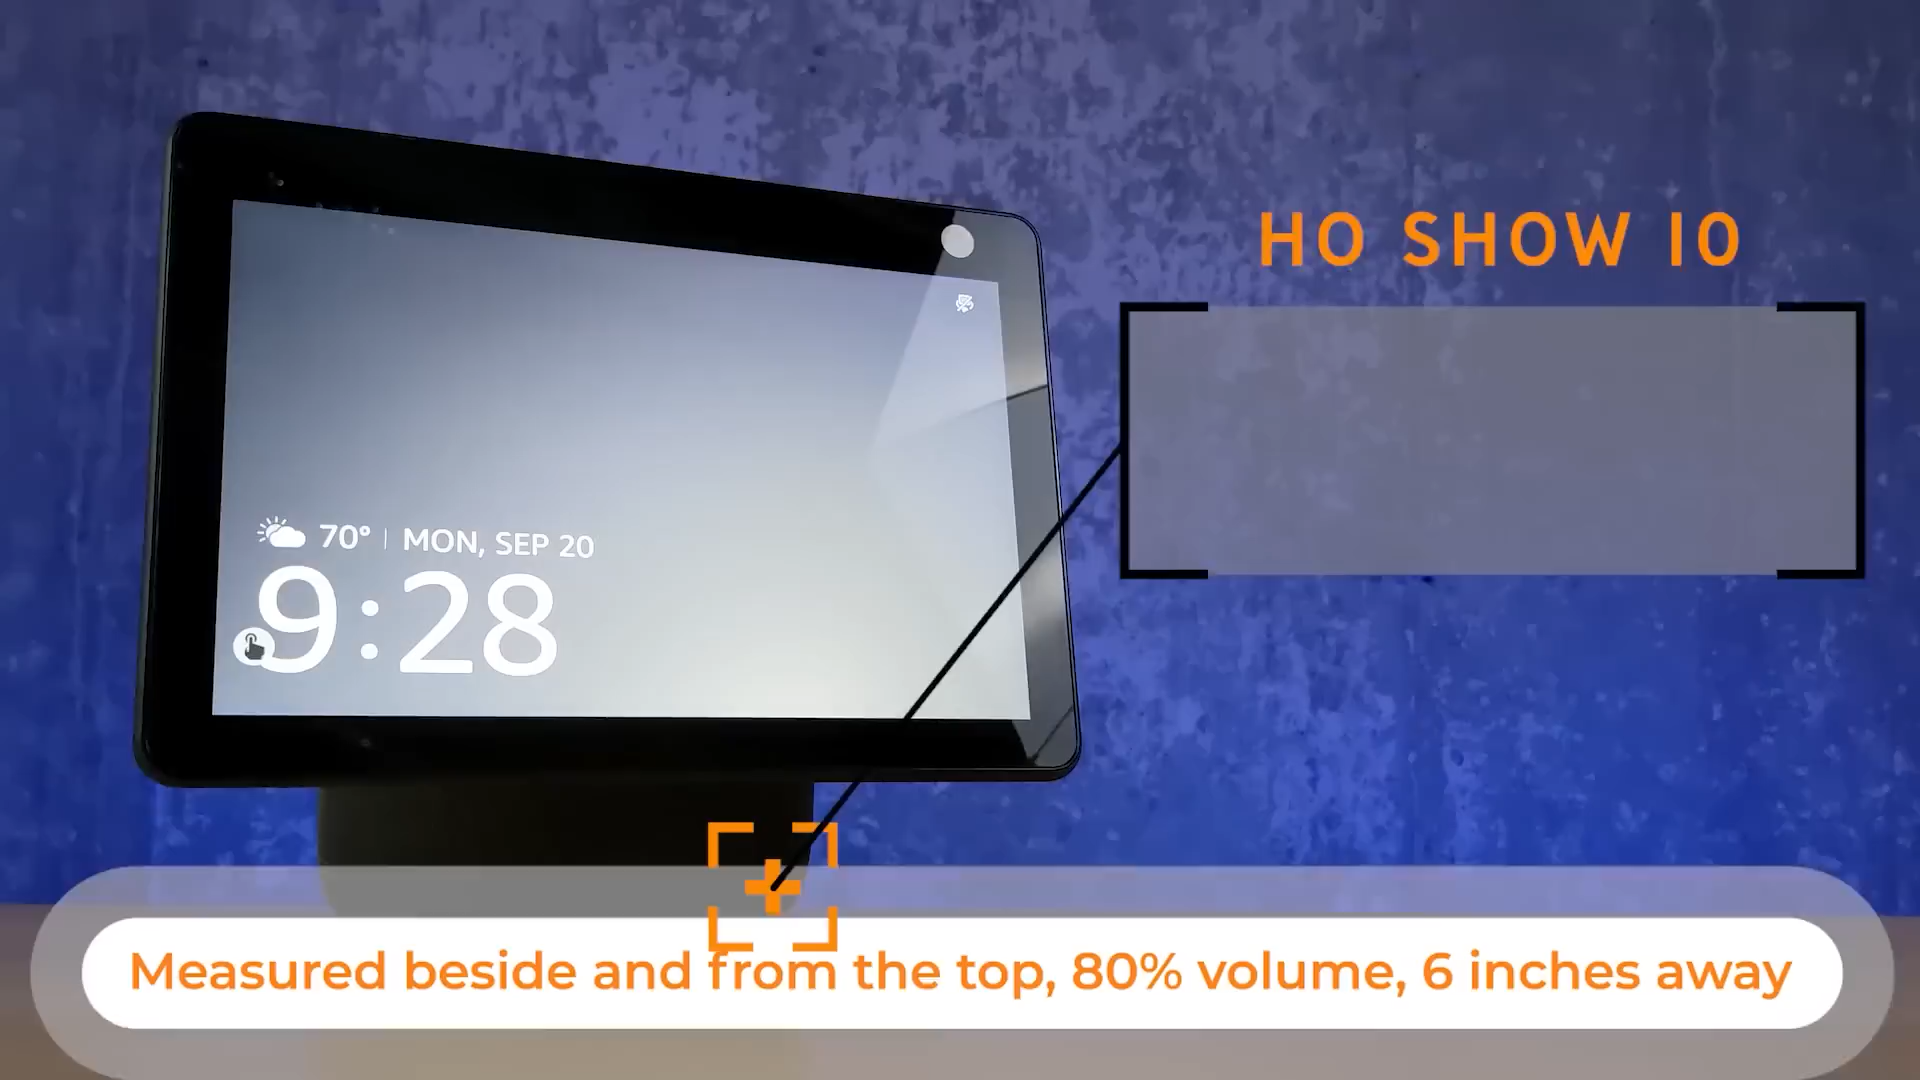 HO SHOW 10
70° | MON, SEP 20
9:28
Measured beside and from the top, 80% volume, 6 inches away